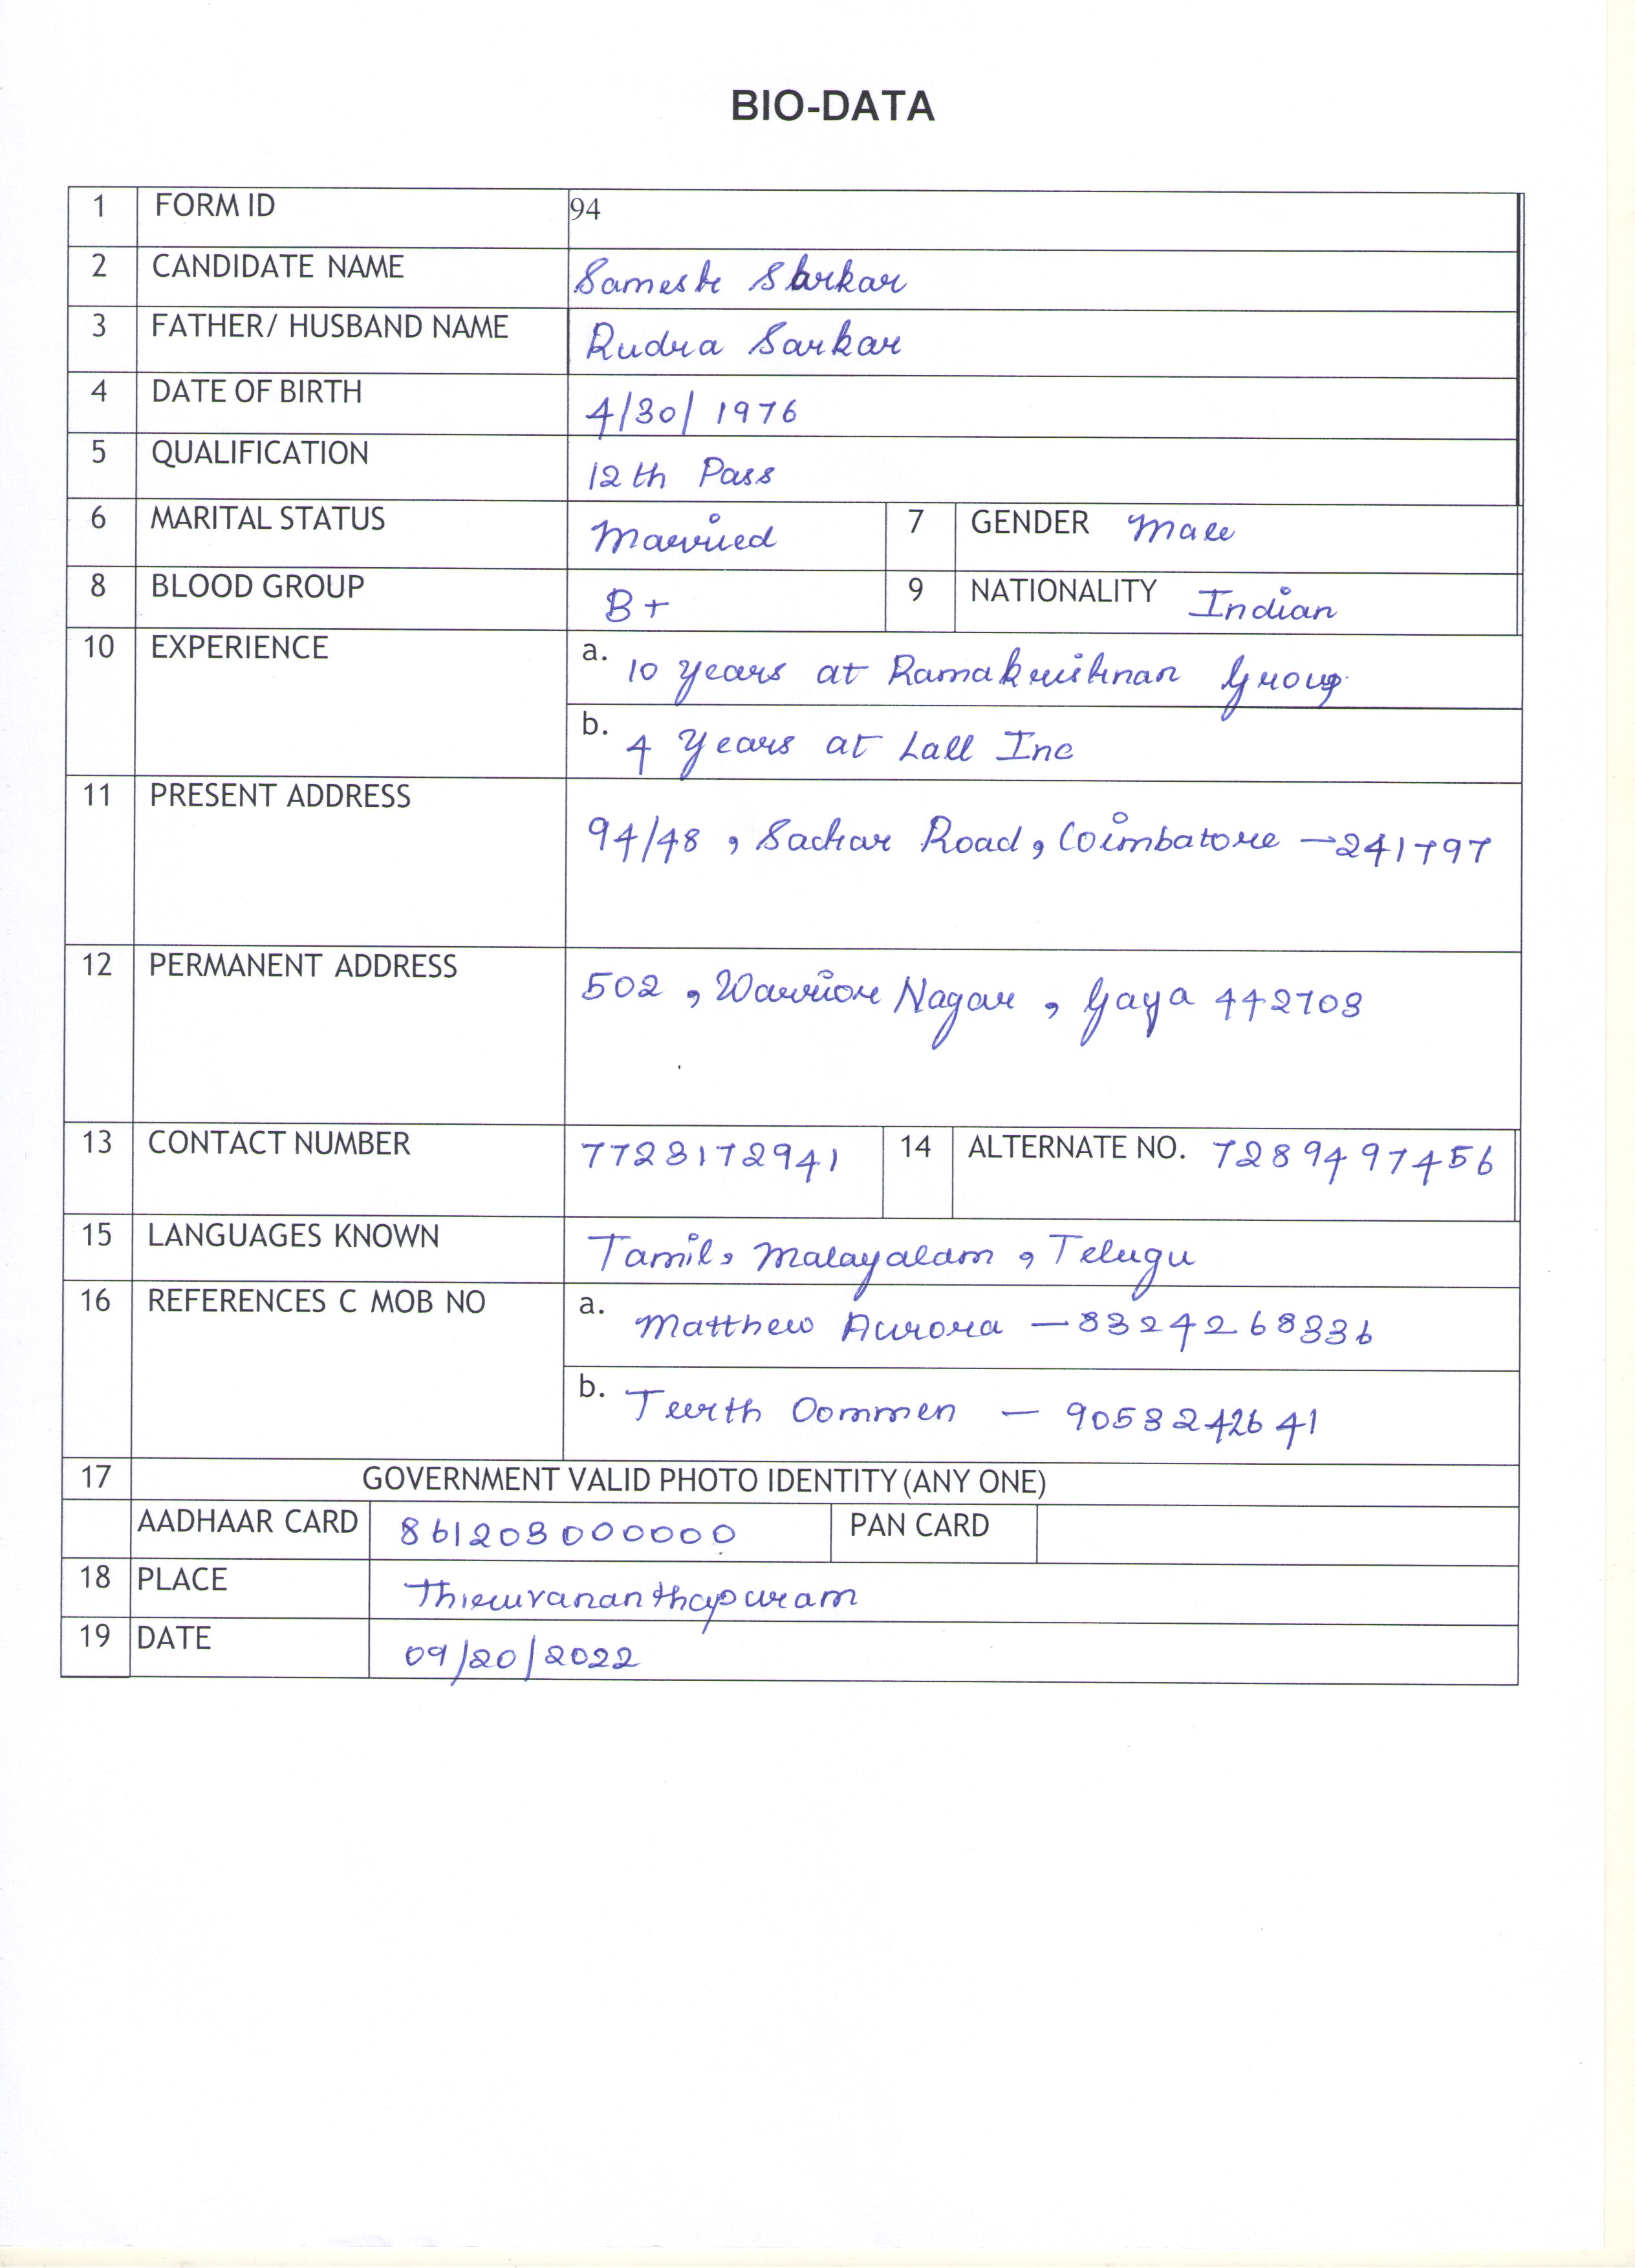 BIO-DATA
1 FORM ID 94
2 CANDIDATE NAME Samesh Sarkar
3 FATHER/ HUSBAND NAME Rudra Sarkar
4 DATE OF BIRTH 4/30/1976
5 QUALIFICATION 12th Pass
6 MARITAL STATUS Married 7 GENDER Male
8 BLOOD GROUP B+ 9 NATIONALITY Indian
10 EXPERIENCE a. 10 years at Ramakrishnan Group
b. 4 Years at Lall Inc
11 PRESENT ADDRESS 94/48, Sachar Road, Coimbatore - 241797
12 PERMANENT ADDRESS 502, Warrior Nagar, Gaya 442703
13 CONTACT NUMBER 7723172941 14 ALTERNATE NO. 7289497456
15 LANGUAGES KNOWN Tamil, Malayalam, Telugu
16 REFERENCES C MOB NO a. Matthew Aurora - 8324268336
b. Teerth Oommen - 9053242641
17 GOVERNMENT VALID PHOTO IDENTITY (ANY ONE)
AADHAAR CARD 861203000000 PAN CARD
18 PLACE Thiruvananthapuram
19 DATE 09/20/2022